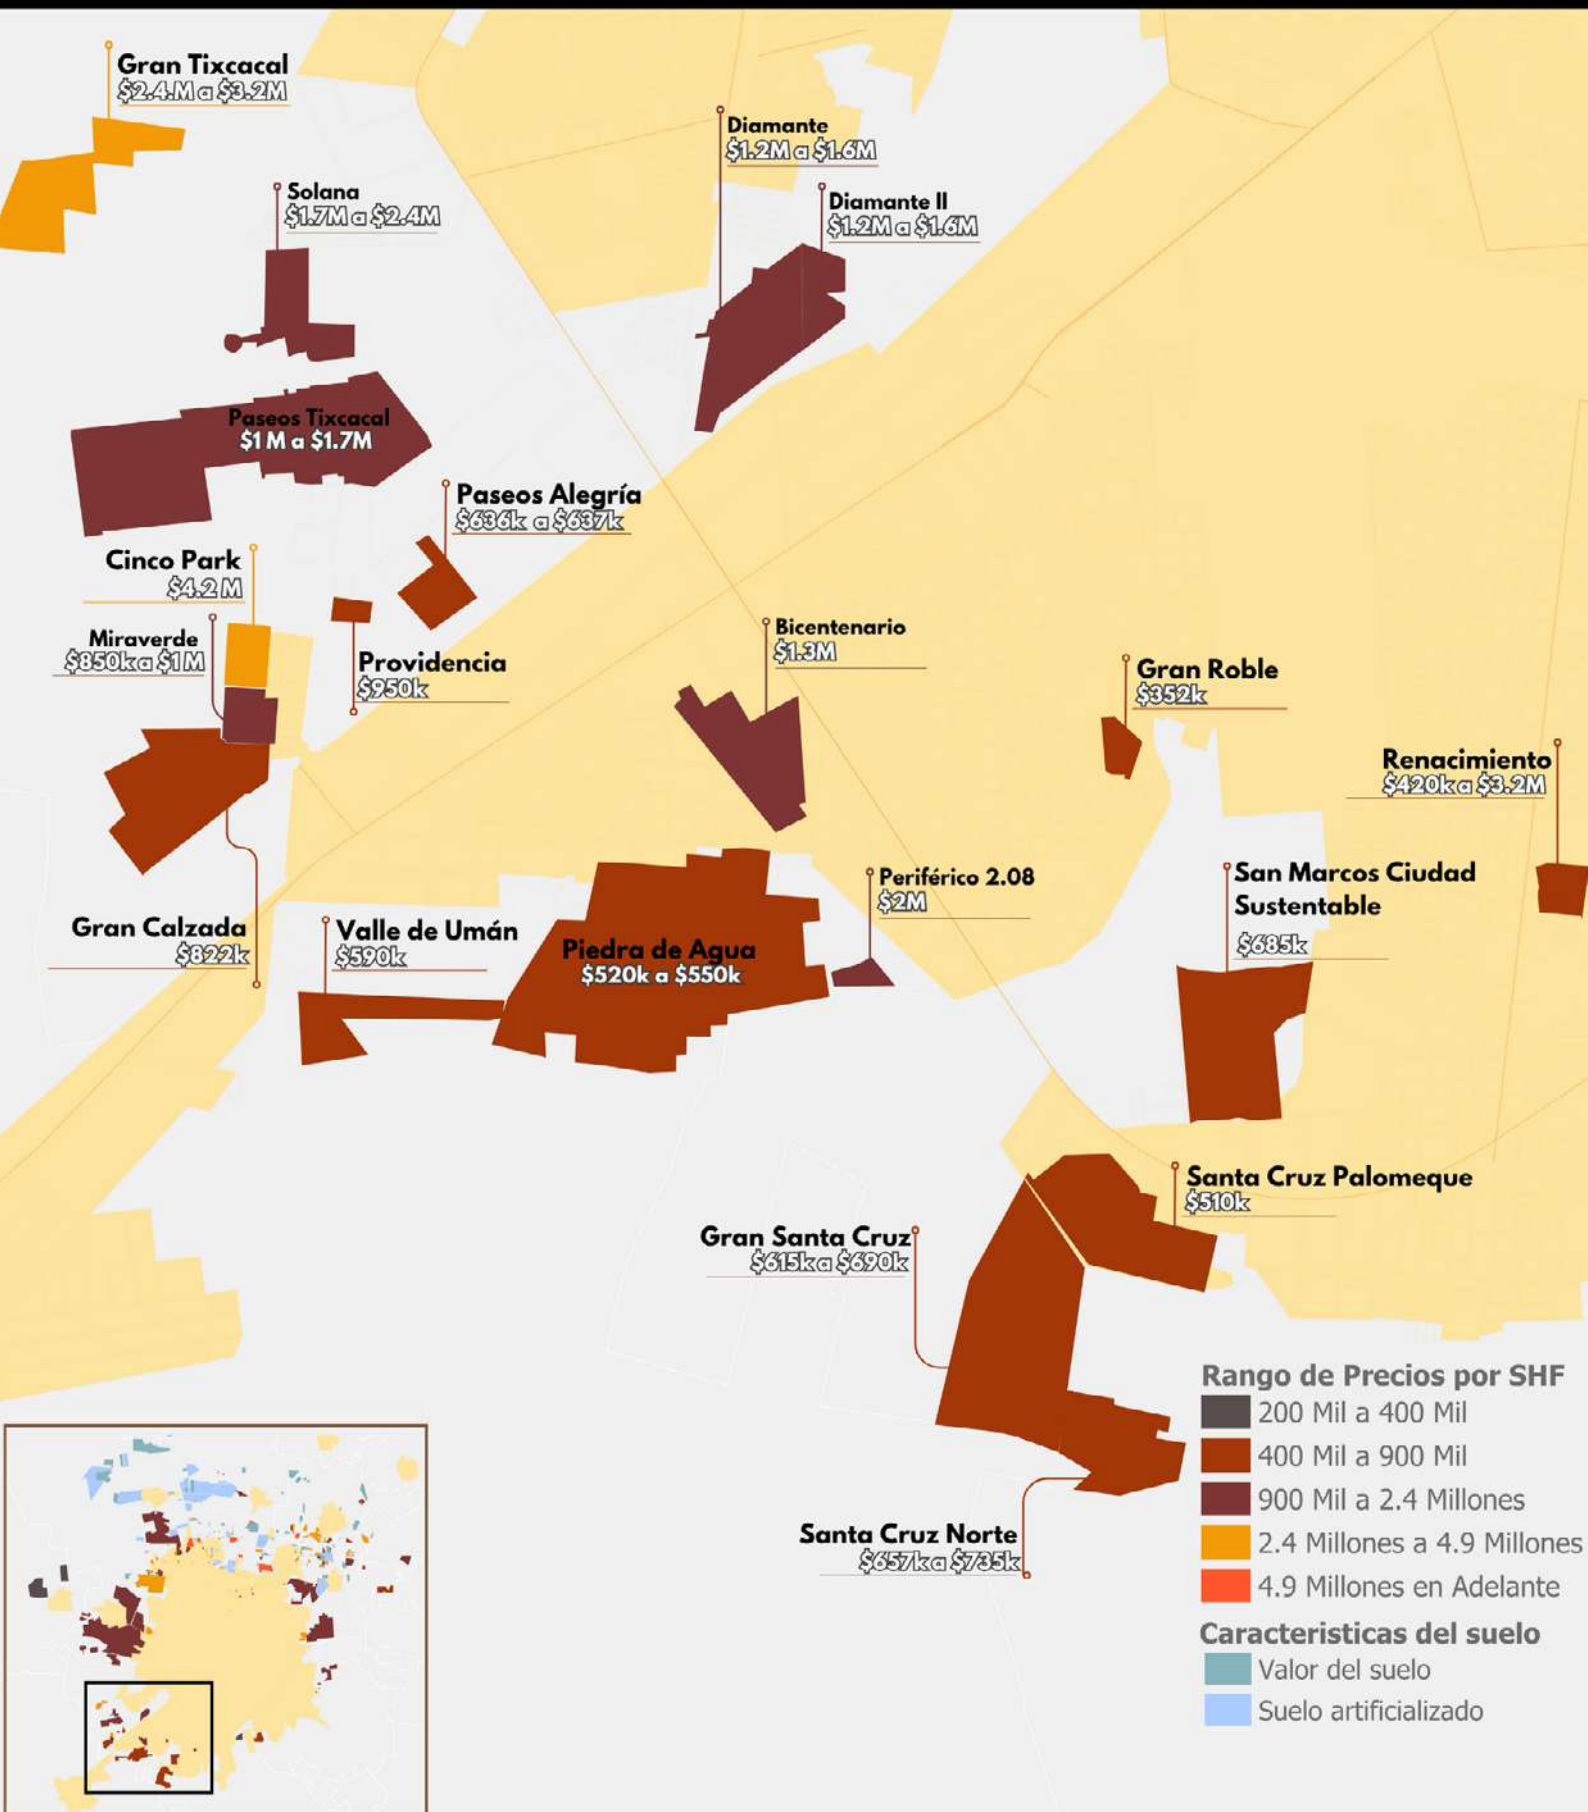 Gran Tixcacal
$2.4.M a $3.2M
Diamante
$1.2M a $1.6M
Solana
$1.7M a $2.4M
Diamante II
$1.2M a $1.6M
Paseos Tixcacal
$1 M a $1.7M
Paseos Alegría
$636k a $637k
Cinco Park
$4.2 M
Miraverde
$850k a $1M
Providencia
$950k
Bicentenario
$1.3M
Gran Roble
$352k
Renacimiento
$420k a $3.2M
Gran Calzada
$822k
Valle de Umán
$590k
Piedra de Agua
$520k a $550k
Periférico 2.08
$2M
San Marcos Ciudad
Sustentable
$685k
Santa Cruz Palomeque
$510k
Gran Santa Cruz
$615k a $690k
Santa Cruz Norte
$657k a $735k
Rango de Precios por SHF
200 Mil a 400 Mil
400 Mil a 900 Mil
900 Mil a 2.4 Millones
2.4 Millones a 4.9 Millones
4.9 Millones en Adelante
Caracteristicas del suelo
Valor del suelo
Suelo artificializado